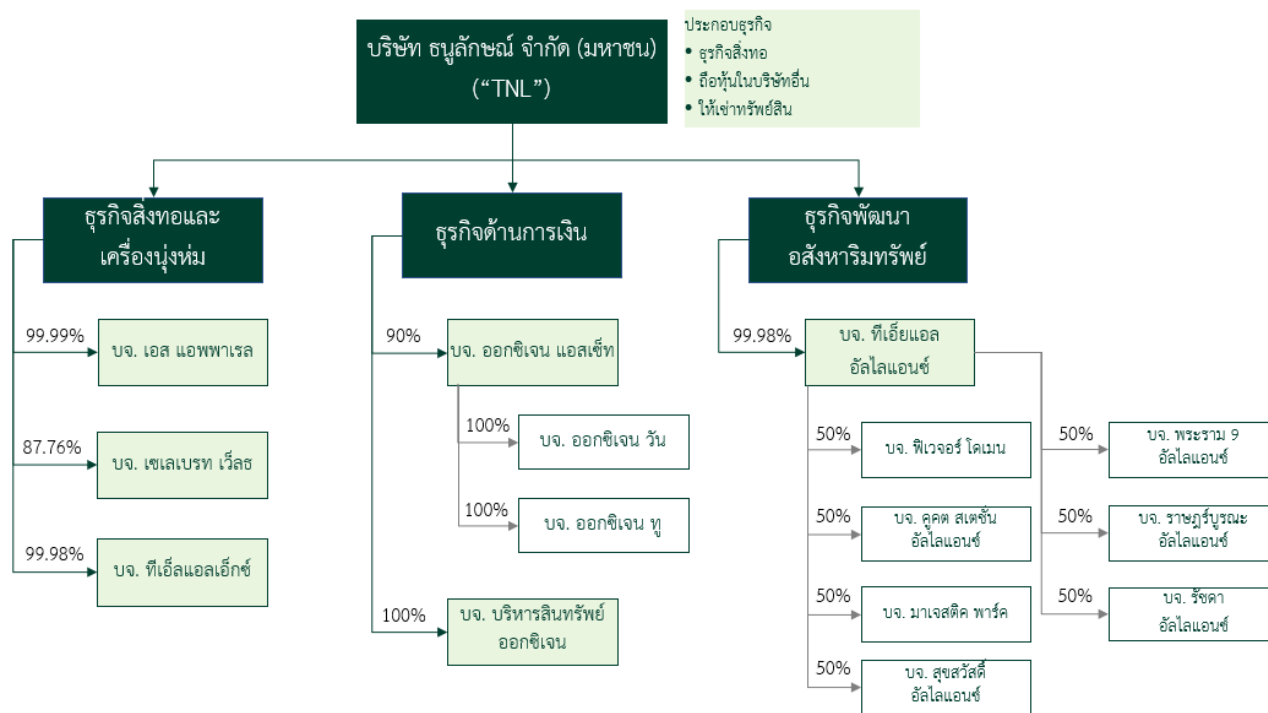 บริษัท ธนูลักษณ์ จำกัด (มหาชน)
(“TNL”)
ประกอบธุรกิจ
• ธุรกิจสิ่งทอ
• ถือหุ้นในบริษัทอื่น
• ให้เช่าทรัพย์สิน
ธุรกิจสิ่งทอและ
เครื่องนุ่งห่ม
99.99%
บจ. เอส แอพพาเรล
87.76%
บจ. เซเลเบรท เว็ลธ
99.98%
บจ. ทีเอ็ลแอลเอ็กซ์
ธุรกิจด้านการเงิน
90%
บจ. ออกซิเจน แอสเซ็ท
100%
บจ. ออกซิเจน วัน
100%
บจ. ออกซิเจน ทู
100%
บจ. บริหารสินทรัพย์
ออกซิเจน
ธุรกิจพัฒนา
อสังหาริมทรัพย์
99.98%
บจ. ทีเอ็ยแอล
อัลไลแอนซ์
50%
บจ. ฟิเวจอร์ โดเมน
50%
บจ. คูคต สเตชั่น
อัลไลแอนซ์
50%
บจ. มาเจสติค พาร์ค
50%
บจ. สุขสวัสดิ์
อัลไลแอนซ์
50%
บจ. พระราม 9
อัลไลแอนซ์
50%
บจ. ราษฎร์บูรณะ
อัลไลแอนซ์
50%
บจ. รัชดา
อัลไลแอนซ์